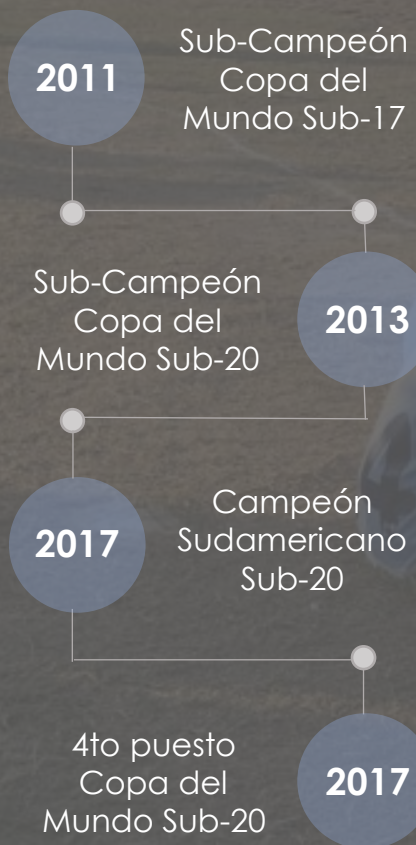 2011
Sub-Campeón
Copa del
Mundo Sub-17
Sub-Campeón
Copa del
Mundo Sub-20
2013
2017
Campeón
Sudamericano
Sub-20
4to puesto
Copa del
Mundo Sub-20
2017